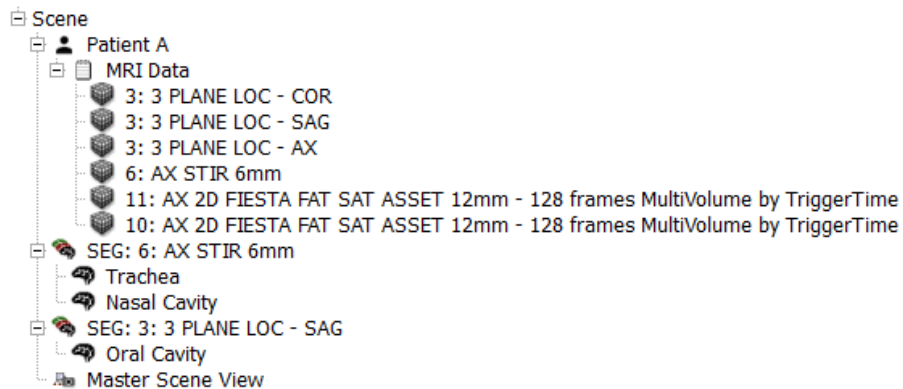 Scene
Patient A
MRI Data
3: 3 PLANE LOC - COR
3: 3 PLANE LOC - SAG
3: 3 PLANE LOC - AX
6: AX STIR 6mm
11: AX 2D FIESTA FAT SAT ASSET 12mm - 128 frames MultiVolume by TriggerTime
10: AX 2D FIESTA FAT SAT ASSET 12mm - 128 frames MultiVolume by TriggerTime
SEG: 6: AX STIR 6mm
Trachea
Nasal Cavity
SEG: 3: 3 PLANE LOC - SAG
Oral Cavity
Master Scene View